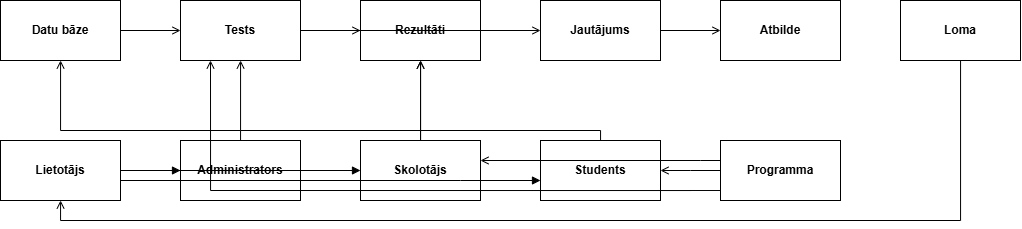 Datu bāze
Tests
Rezultāti
Jautājums
Atbilde
Loma
Lietotājs
Administrators
Skolotājs
Students
Programma